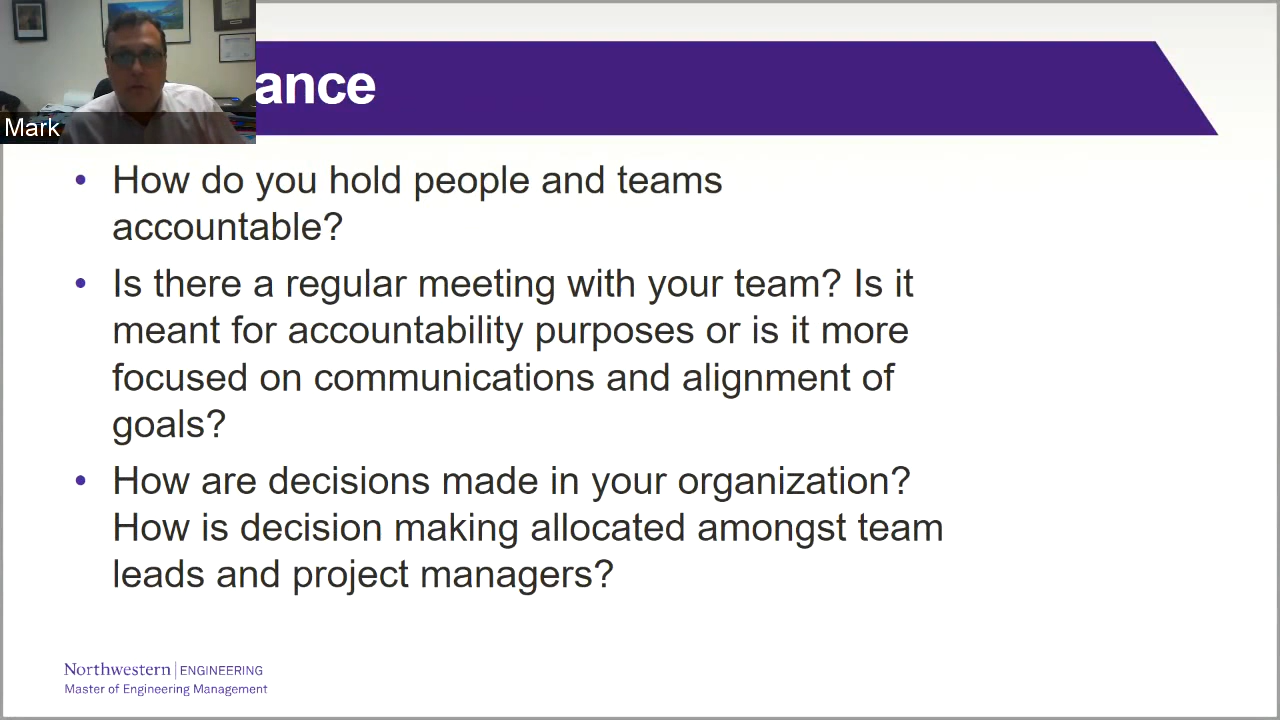 ance
Mark
• How do you hold people and teams
accountable?
• Is there a regular meeting with your team? Is it
meant for accountability purposes or is it more
focused on communications and alignment of
goals?
• How are decisions made in your organization?
How is decision making allocated amongst team
leads and project managers?
Northwestern | ENGINEERING
Master of Engineering Management